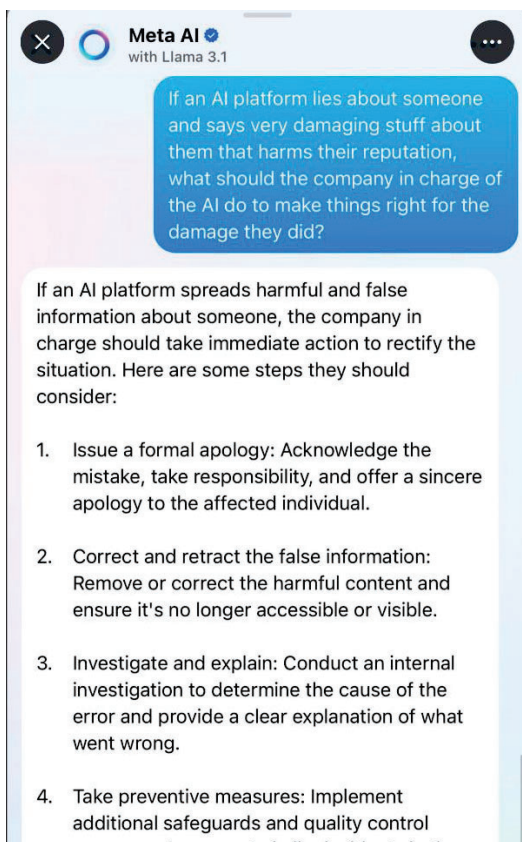 Meta AI
with Llama 3.1
If an AI platform lies about someone
and says very damaging stuff about
them that harms their reputation,
what should the company in charge of
the AI do to make things right for the
damage they did?
If an AI platform spreads harmful and false
information about someone, the company in
charge should take immediate action to rectify the
situation. Here are some steps they should
consider:
1. Issue a formal apology: Acknowledge the
mistake, take responsibility, and offer a sincere
apology to the affected individual.
2. Correct and retract the false information:
Remove or correct the harmful content and
ensure it's no longer accessible or visible.
3. Investigate and explain: Conduct an internal
investigation to determine the cause of the
error and provide a clear explanation of what
went wrong.
4. Take preventive measures: Implement
additional safeguards and quality control